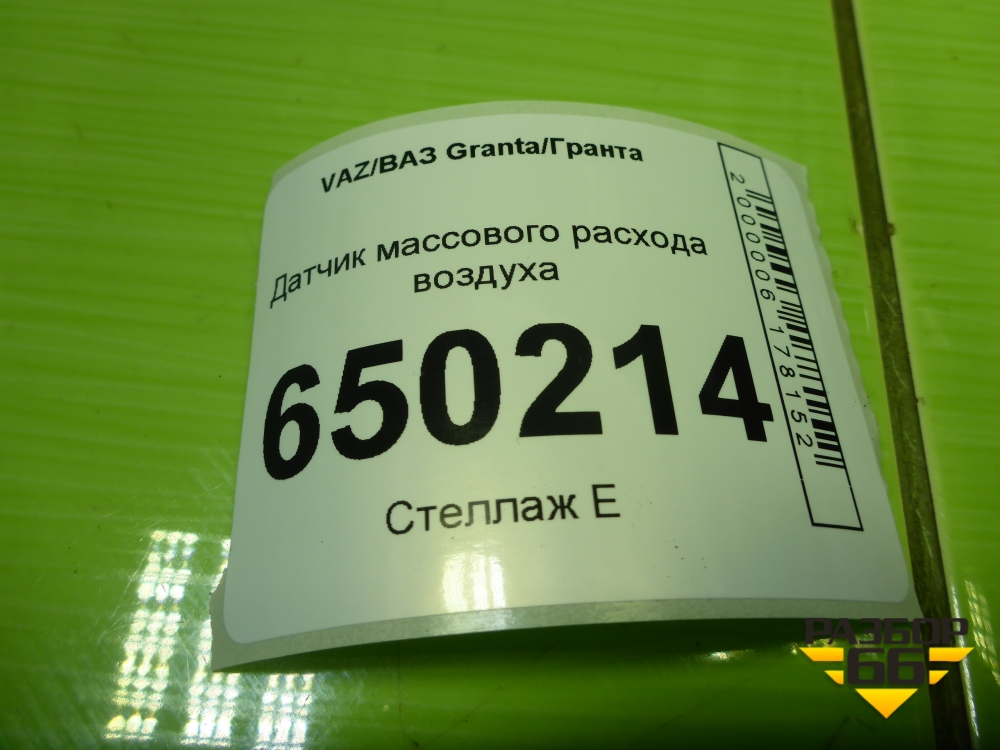 VAZ/ВАЗ Granta/Гранта
Датчик массового расхода
воздуха
650214
Стеллаж Е
2000006178152
РАЗБОР
66